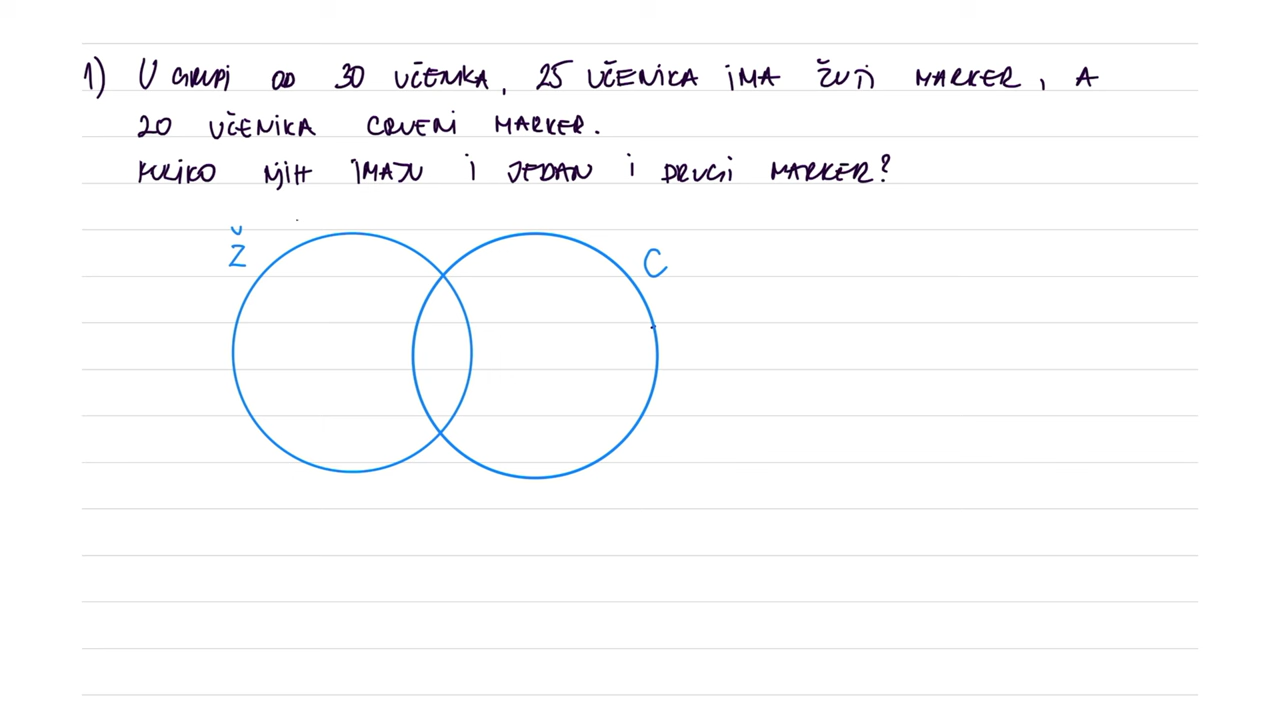 1) U GRUPI OD 30 UČENIKA, 25 UČENIKA IMA ŽUTI MARKER, A
20 UČENIKA CRVENI MARKER.
KOLIKO NJIH IMAJU I JEDAN I DRUGI MARKER?
Ž C